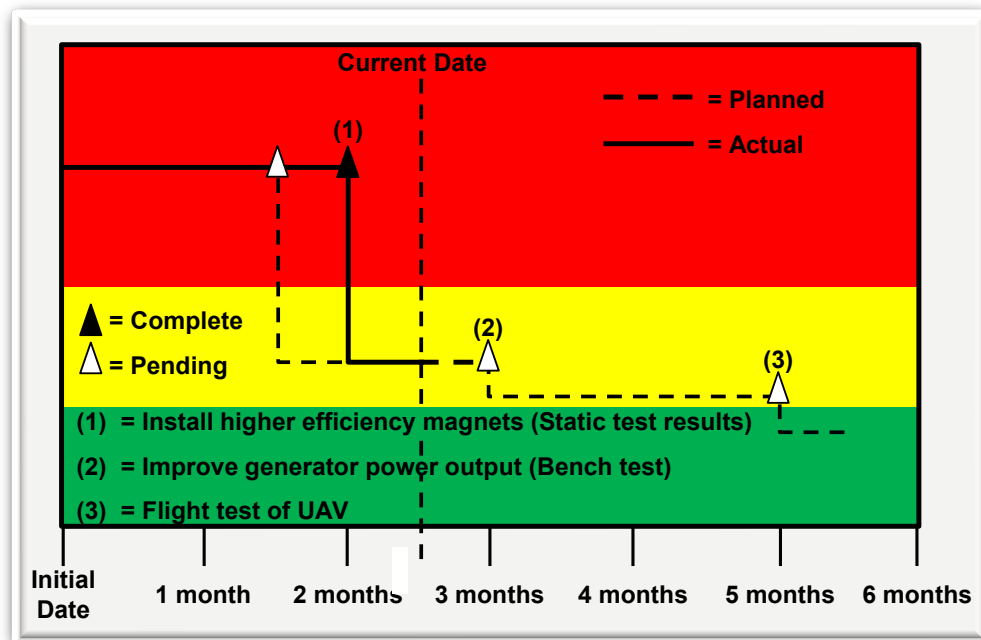 Current Date
= Planned
(1)
= Actual
= Complete
(2)
= Pending
(3)
(1) = Install higher efficiency magnets (Static test results)
(2) = Improve generator power output (Bench test)
(3) = Flight test of UAV
Initial
Date
1 month
2 months
3 months
4 months
5 months
6 months